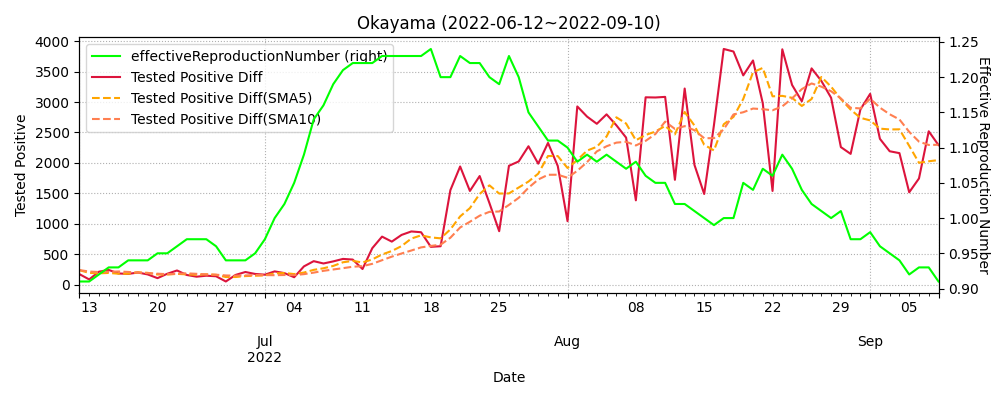 Okayama (2022-06-12~2022-09-10)
effectiveReproductionNumber (right)
Tested Positive Diff
Tested Positive Diff(SMA5)
Tested Positive Diff(SMA10)
Tested Positive
4000
3500
3000
2500
2000
1500
1000
500
0
1.25
1.20
1.15
1.10
1.05
1.00
0.95
0.90
Effective Reproduction Number
13 20 27 04 11 18 25 08 15 22 29 05
Jul Aug Sep
2022
Date